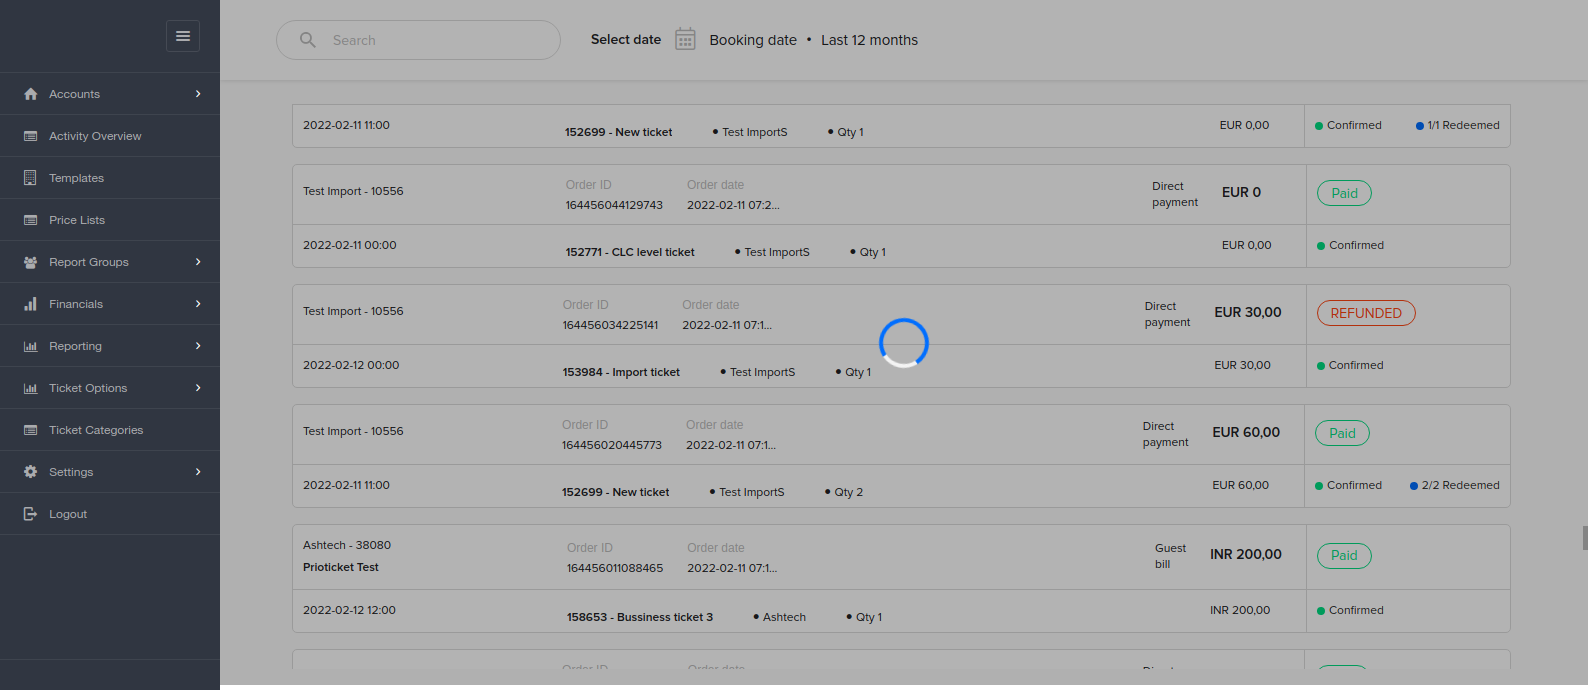 Search
Select date Booking date • Last 12 months
Accounts
Activity Overview
Templates
Price Lists
Report Groups
Financials
Reporting
Ticket Options
Ticket Categories
Settings
Logout
2022-02-11 11:00 152699 - New ticket • Test ImportS • Qty 1 EUR 0,00 Confirmed 1/1 Redeemed
Test Import - 10556 Order ID Order date Direct payment EUR 0 Paid
164456044129743 2022-02-11 07:2...
2022-02-11 00:00 152771 - CLC level ticket • Test ImportS • Qty 1 EUR 0,00 Confirmed
Test Import - 10556 Order ID Order date Direct payment EUR 30,00 REFUNDED
164456034225141 2022-02-11 07:1...
2022-02-12 00:00 153984 - Import ticket • Test ImportS • Qty 1 EUR 30,00 Confirmed
Test Import - 10556 Order ID Order date Direct payment EUR 60,00 Paid
164456020445773 2022-02-11 07:1...
2022-02-11 11:00 152699 - New ticket • Test ImportS • Qty 2 EUR 60,00 Confirmed 2/2 Redeemed
Ashtech - 38080 Order ID Order date Guest bill INR 200,00 Paid
Prioticket Test 164456011088465 2022-02-11 07:1...
2022-02-12 12:00 158653 - Bussiness ticket 3 • Ashtech • Qty 1 INR 200,00 Confirmed
Order ID Order date Direct